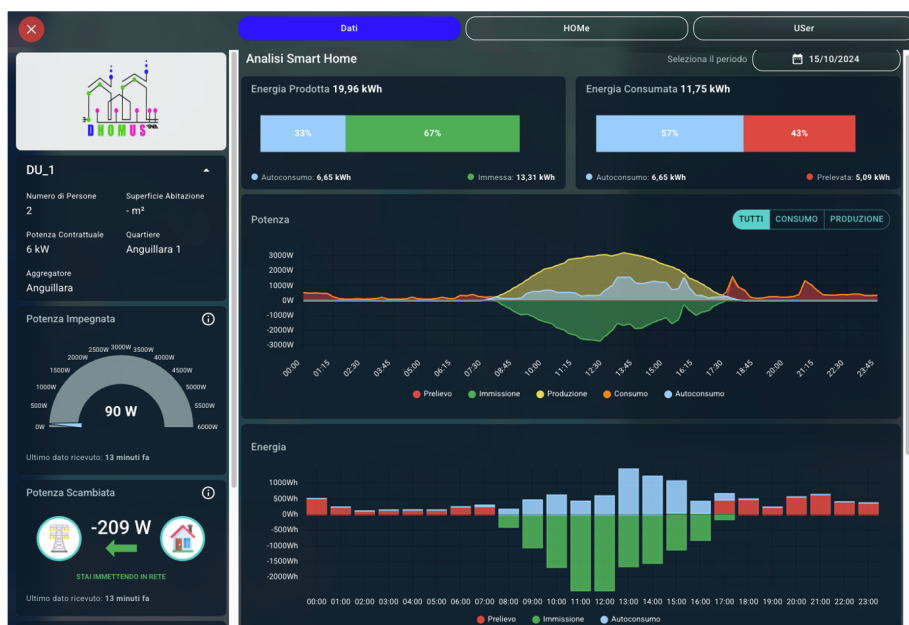 Dati
HOMe
USer
DHOMUS
DU_1
Numero di Persone
2
Superficie Abitazione
- m²
Potenza Contrattuale
6 kW
Quartiere
Anguillara 1
Aggregatore
Anguillara
Potenza Impegnata
0W
500W
1000W
1500W
2000W
2500W
3000W
3500W
4000W
4500W
5000W
5500W
6000W
90 W
Ultimo dato ricevuto: 13 minuti fa
Potenza Scambiata
-209 W
STAI IMMETTENDO IN RETE
Ultimo dato ricevuto: 13 minuti fa
Analisi Smart Home
Seleziona il periodo
15/10/2024
Energia Prodotta 19,96 kWh
33%
67%
Autoconsumo: 6,65 kWh
Immessa: 13,31 kWh
Energia Consumata 11,75 kWh
57%
43%
Autoconsumo: 6,65 kWh
Prelevata: 5,09 kWh
Potenza
TUTTI
CONSUMO
PRODUZIONE
3000W
2000W
1000W
0W
-1000W
-2000W
-3000W
00:00
01:15
02:30
03:45
05:00
06:15
07:30
08:45
10:00
11:15
12:30
13:45
15:00
16:15
17:30
18:45
20:00
21:15
22:30
23:45
Prelievo
Immissione
Produzione
Consumo
Autoconsumo
Energia
1000Wh
500Wh
0Wh
-500Wh
-1000Wh
-1500Wh
-2000Wh
00:00 01:00 02:00 03:00 04:00 05:00 06:00 07:00 08:00 09:00 10:00 11:00 12:00 13:00 14:00 15:00 16:00 17:00 18:00 19:00 20:00 21:00 22:00 23:00
Prelievo
Immissione
Autoconsumo